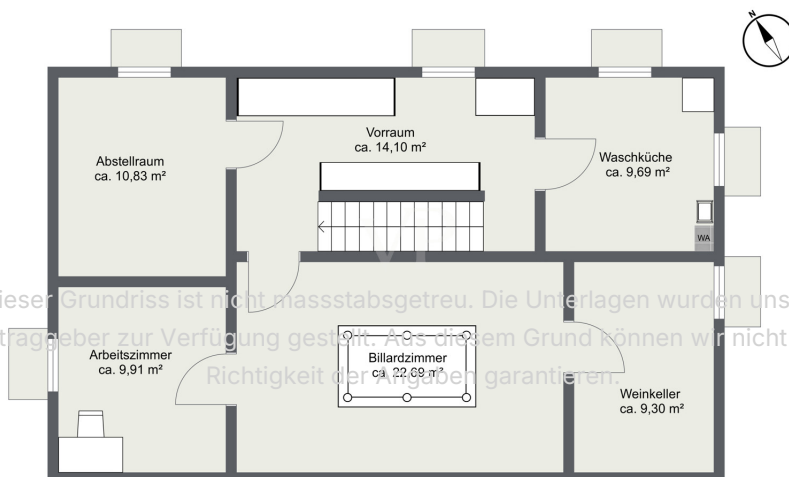 N
Vorraum
ca. 14,10 m²
Abstellraum
ca. 10,83 m²
Waschküche
ca. 9,69 m²
WA
ieser Grundriss ist nicht massstabsgetreu. Die Unterlagen wurden uns
traggeber zur Verfügung gestellt. Aus diesem Grund können wir nicht
Richtigkeit der Angaben garantieren.
Arbeitszimmer
ca. 9,91 m²
Billardzimmer
ca. 22,69 m²
Weinkeller
ca. 9,30 m²